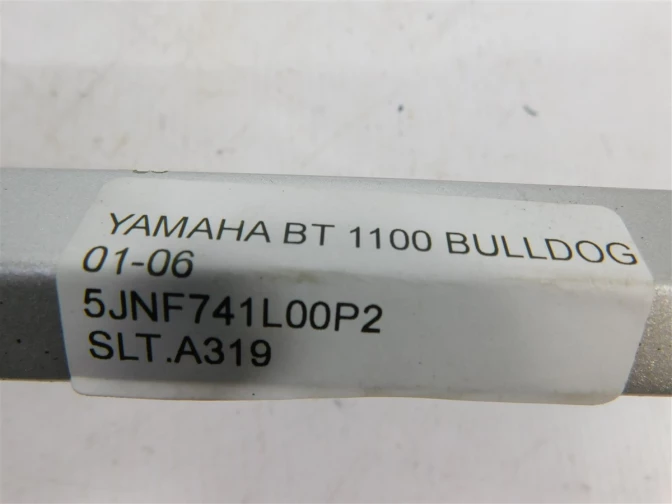 YAMAHA BT 1100 BULLDOG
01-06
5JNF741L00P2
SLT.A319